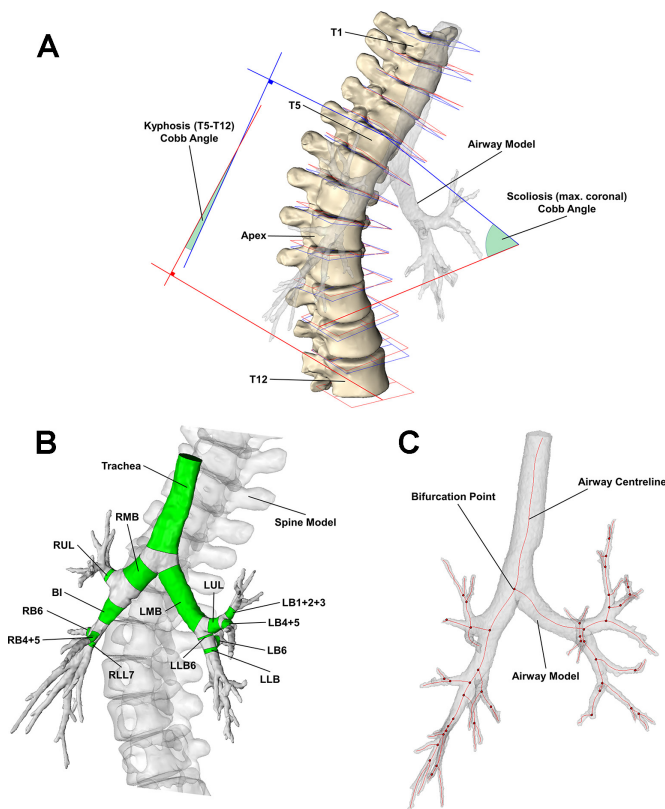 A
T1
T5
Kyphosis (T5-T12)
Cobb Angle
Airway Model
Scoliosis (max. coronal)
Cobb Angle
Apex
T12
B
Trachea
RMB
Spine Model
RUL
BI
LMB
LUL
LB1+2+3
RB6
LB4+5
RB4+5
LLB6
LB6
RLL7
LLB
C
Airway Centreline
Bifurcation Point
Airway Model